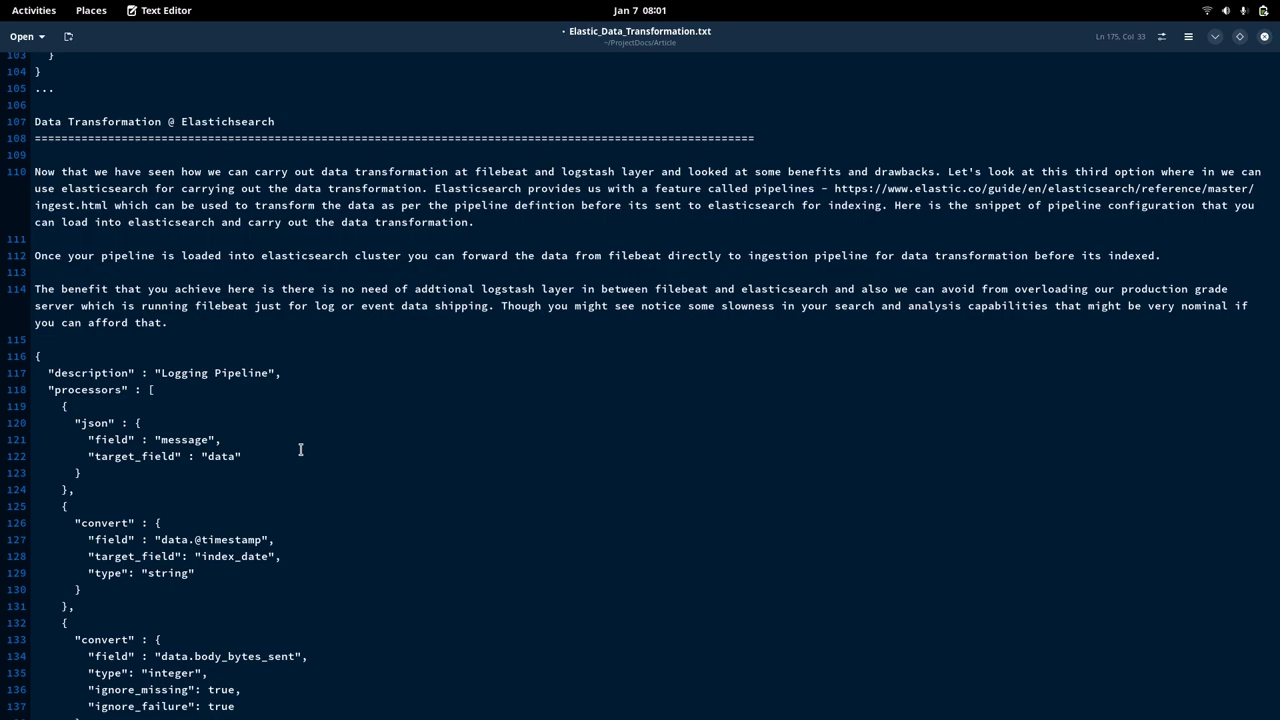 Activities Places Text Editor Jan 7 08:01
Open • Elastic_Data_Transformation.txt Ln 175, Col 33
~/ProjectDocs/Article
103 }
104 }
105 ...
106
107 Data Transformation @ Elastichsearch
108 ============================================================================================================
109
110 Now that we have seen how we can carry out data transformation at filebeat and logstash layer and looked at some benefits and drawbacks. Let's look at this third option where in we can
use elasticsearch for carrying out the data transformation. Elasticsearch provides us with a feature called pipelines - https://www.elastic.co/guide/en/elasticsearch/reference/master/
ingest.html which can be used to transform the data as per the pipeline defintion before its sent to elasticsearch for indexing. Here is the snippet of pipeline configuration that you
can load into elasticsearch and carry out the data transformation.
111
112 Once your pipeline is loaded into elasticsearch cluster you can forward the data from filebeat directly to ingestion pipeline for data transformation before its indexed.
113
114 The benefit that you achieve here is there is no need of addtional logstash layer in between filebeat and elasticsearch and also we can avoid from overloading our production grade
server which is running filebeat just for log or event data shipping. Though you might see notice some slowness in your search and analysis capabilities that might be very nominal if
you can afford that.
115
116 {
117 "description" : "Logging Pipeline",
118 "processors" : [
119 {
120 "json" : {
121 "field" : "message",
122 "target_field" : "data"
123 }
124 },
125 {
126 "convert" : {
127 "field" : "data.@timestamp",
128 "target_field": "index_date",
129 "type": "string"
130 }
131 },
132 {
133 "convert" : {
134 "field" : "data.body_bytes_sent",
135 "type": "integer",
136 "ignore_missing": true,
137 "ignore_failure": true